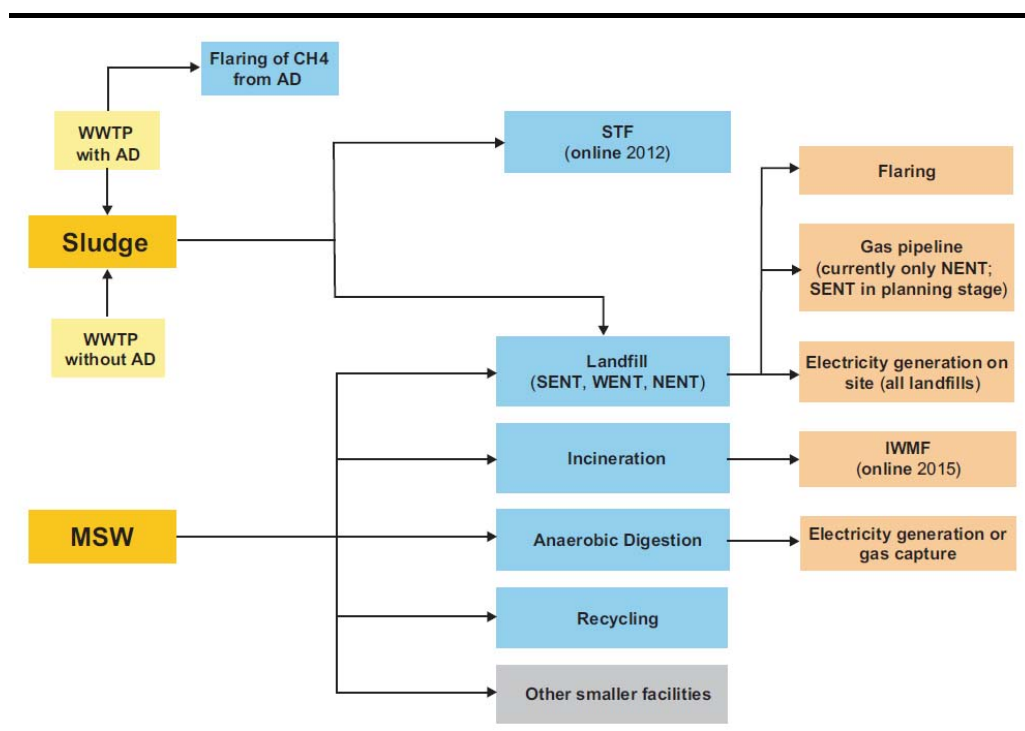 Flaring of CH4
from AD
WWTP
with AD
STF
(online 2012)
Flaring
Sludge
Gas pipeline
(currently only NENT;
SENT in planning stage)
WWTP
without AD
Landfill
(SENT, WENT, NENT)
Electricity generation on
site (all landfills)
Incineration
IWMF
(online 2015)
MSW
Anaerobic Digestion
Electricity generation or
gas capture
Recycling
Other smaller facilities